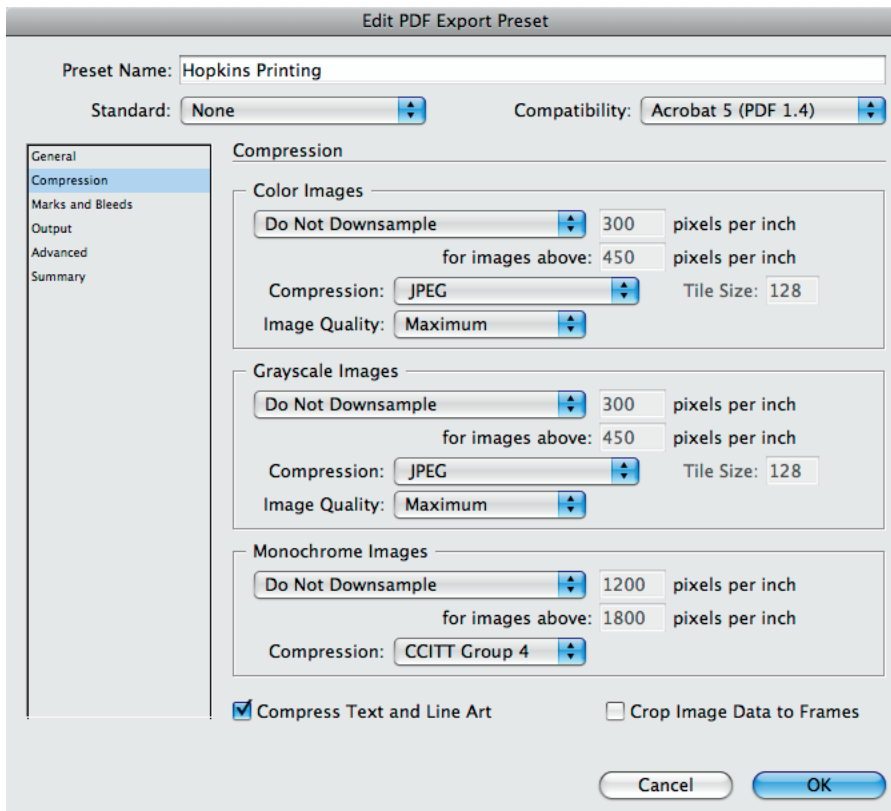 Edit PDF Export Preset
Preset Name: Hopkins Printing
Standard: None Compatibility: Acrobat 5 (PDF 1.4)
General
Compression
Marks and Bleeds
Output
Advanced
Summary
Compression
Color Images
Do Not Downsample 300 pixels per inch
for images above: 450 pixels per inch
Compression: JPEG Tile Size: 128
Image Quality: Maximum
Grayscale Images
Do Not Downsample 300 pixels per inch
for images above: 450 pixels per inch
Compression: JPEG Tile Size: 128
Image Quality: Maximum
Monochrome Images
Do Not Downsample 1200 pixels per inch
for images above: 1800 pixels per inch
Compression: CCITT Group 4
Compress Text and Line Art Crop Image Data to Frames
Cancel OK